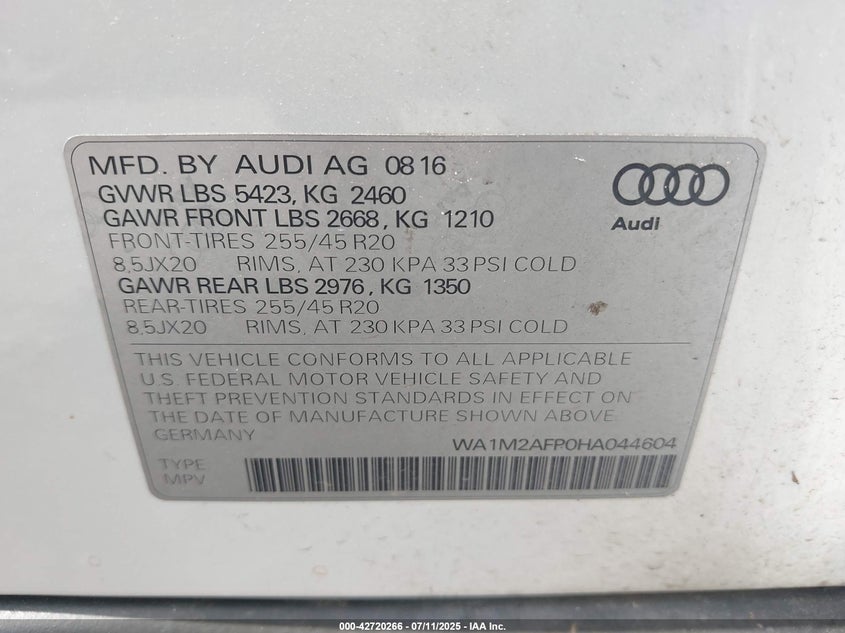 MFD. BY AUDI AG 08 16
GVWR LBS 5423, KG 2460
GAWR FRONT LBS 2668, KG 1210
FRONT-TIRES 255/45 R20
8,5JX20 RIMS, AT 230 KPA 33 PSI COLD
GAWR REAR LBS 2976, KG 1350
REAR-TIRES 255/45 R20
8,5JX20 RIMS, AT 230 KPA 33 PSI COLD
Audi
THIS VEHICLE CONFORMS TO ALL APPLICABLE
U.S. FEDERAL MOTOR VEHICLE SAFETY AND
THEFT PREVENTION STANDARDS IN EFFECT ON
THE DATE OF MANUFACTURE SHOWN ABOVE
GERMANY
WA1M2AFP0HA044604
TYPE
MPV
000-42720266 - 07/11/2025 - IAA Inc.